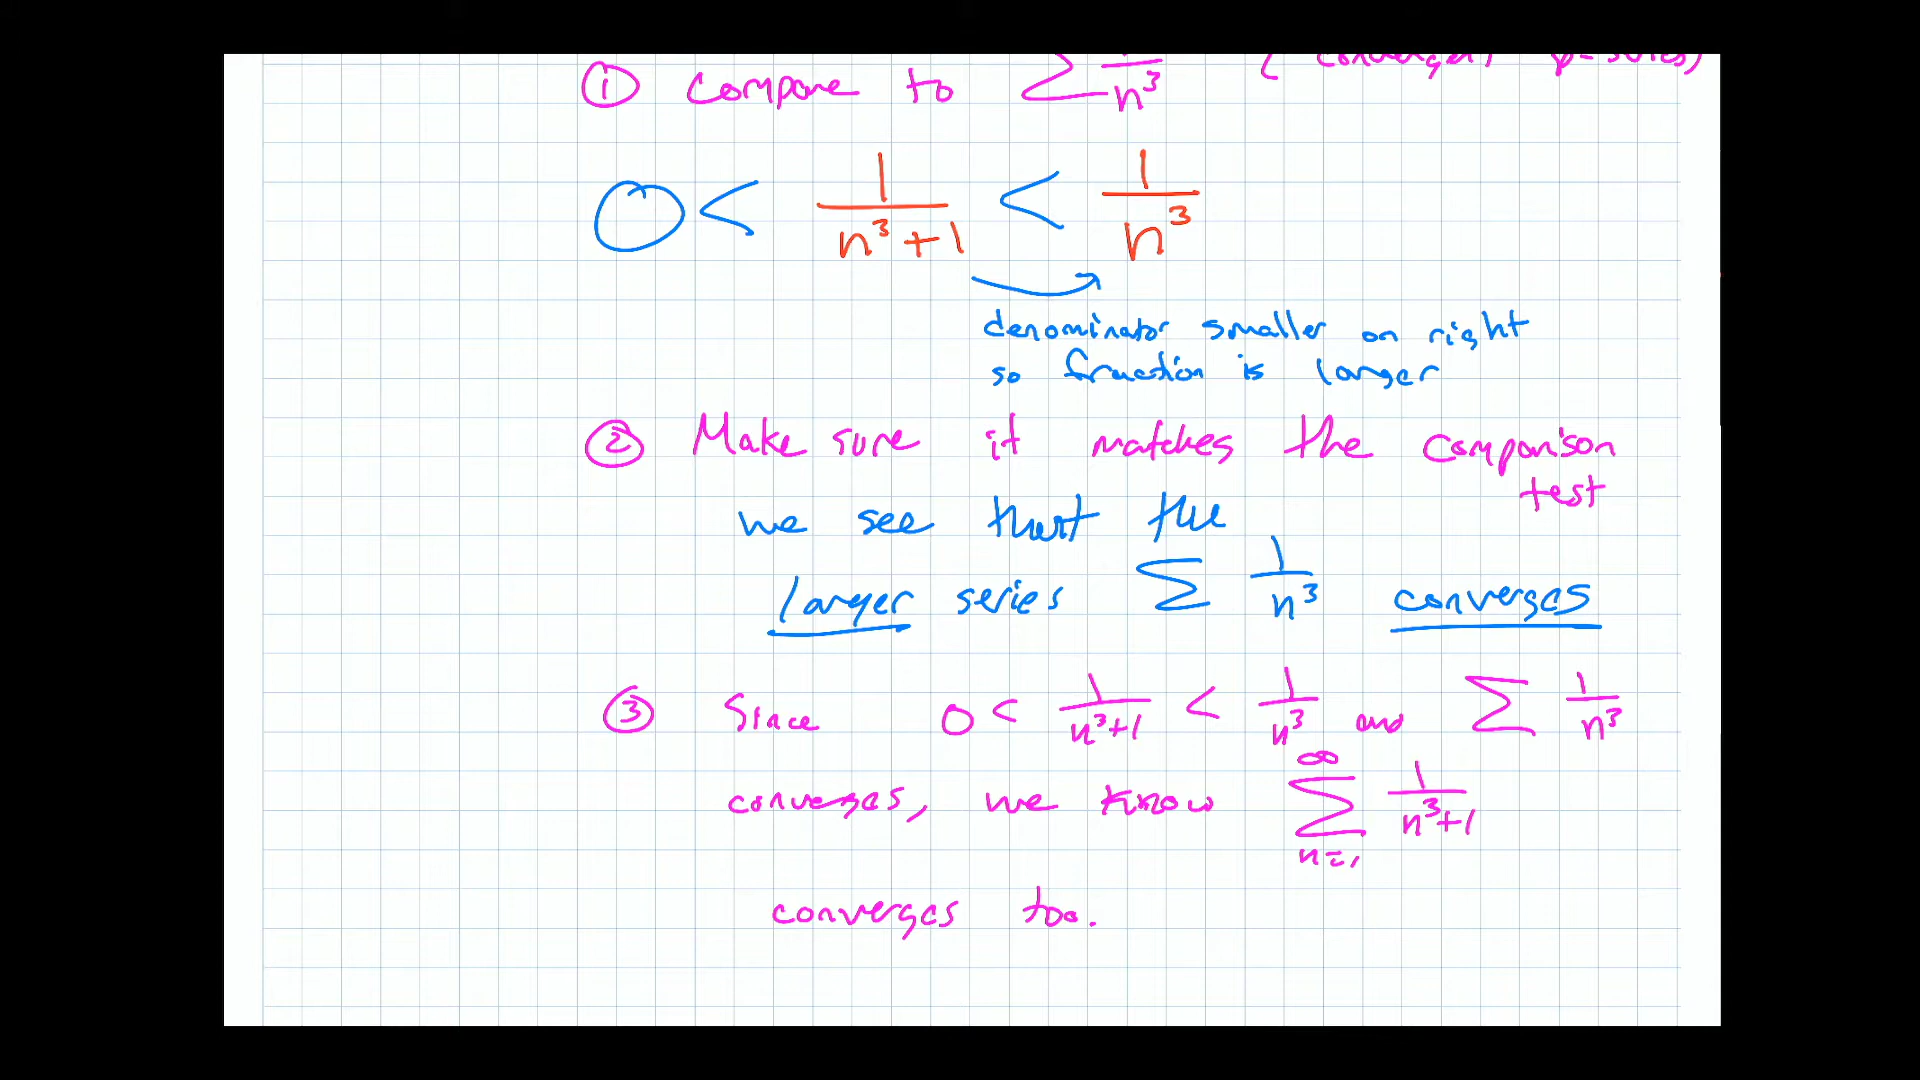 ① Compare to ∑ 1/n³ (converges, p-series)
0 < 1/(n³+1) < 1/n³
denominator smaller on right
so fraction is larger
② Make sure it matches the comparison
test
we see that the
larger series ∑ 1/n³ converges
③ Since 0 < 1/(n³+1) < 1/n³ and ∑ 1/n³
converges, we know ∞∑n=1 1/(n³+1)
converges too.